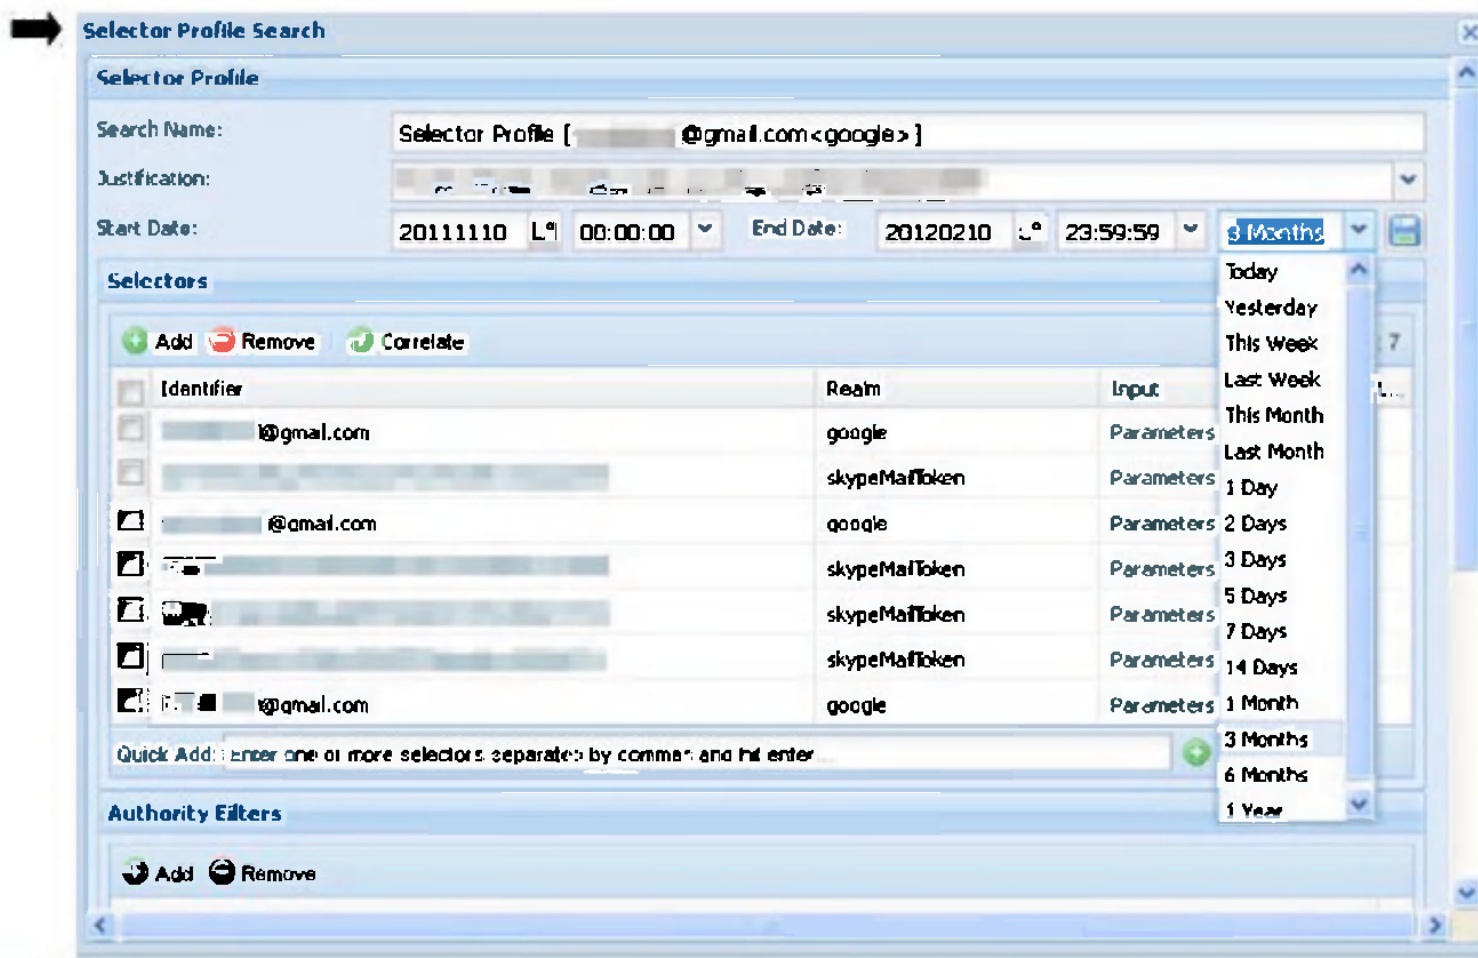 Selector Profile Search
Selector Profile
Search Name: Selector Profile [ @gmail.com<google> ]
Justification:
Start Date: 20111110 00:00:00 End Date: 20120210 23:59:59 3 Months
Today
Selectors
Yesterday
Add Remove Correlate This Week 7
Identifier Realm Input Last Week
This Month
@gmail.com google Parameters
Last Month
skypeMailToken Parameters
1 Day
@gmail.com google Parameters 2 Days
skypeMailToken Parameters 3 Days
5 Days
skypeMailToken Parameters
7 Days
skypeMailToken Parameters 14 Days
@gmail.com google Parameters 1 Month
3 Months
Quick Add: Enter one or more selectors separated by commas and hit enter...
6 Months
Authority Filters 1 Year
Add Remove